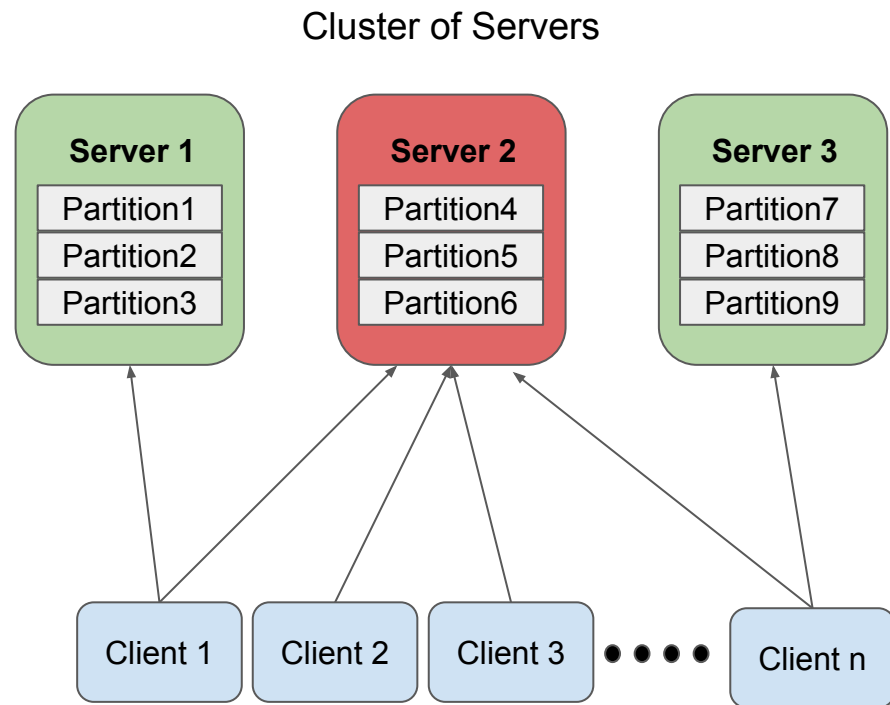 Cluster of Servers
Server 1
Partition1
Partition2
Partition3
Server 2
Partition4
Partition5
Partition6
Server 3
Partition7
Partition8
Partition9
Client 1
Client 2
Client 3
Client n